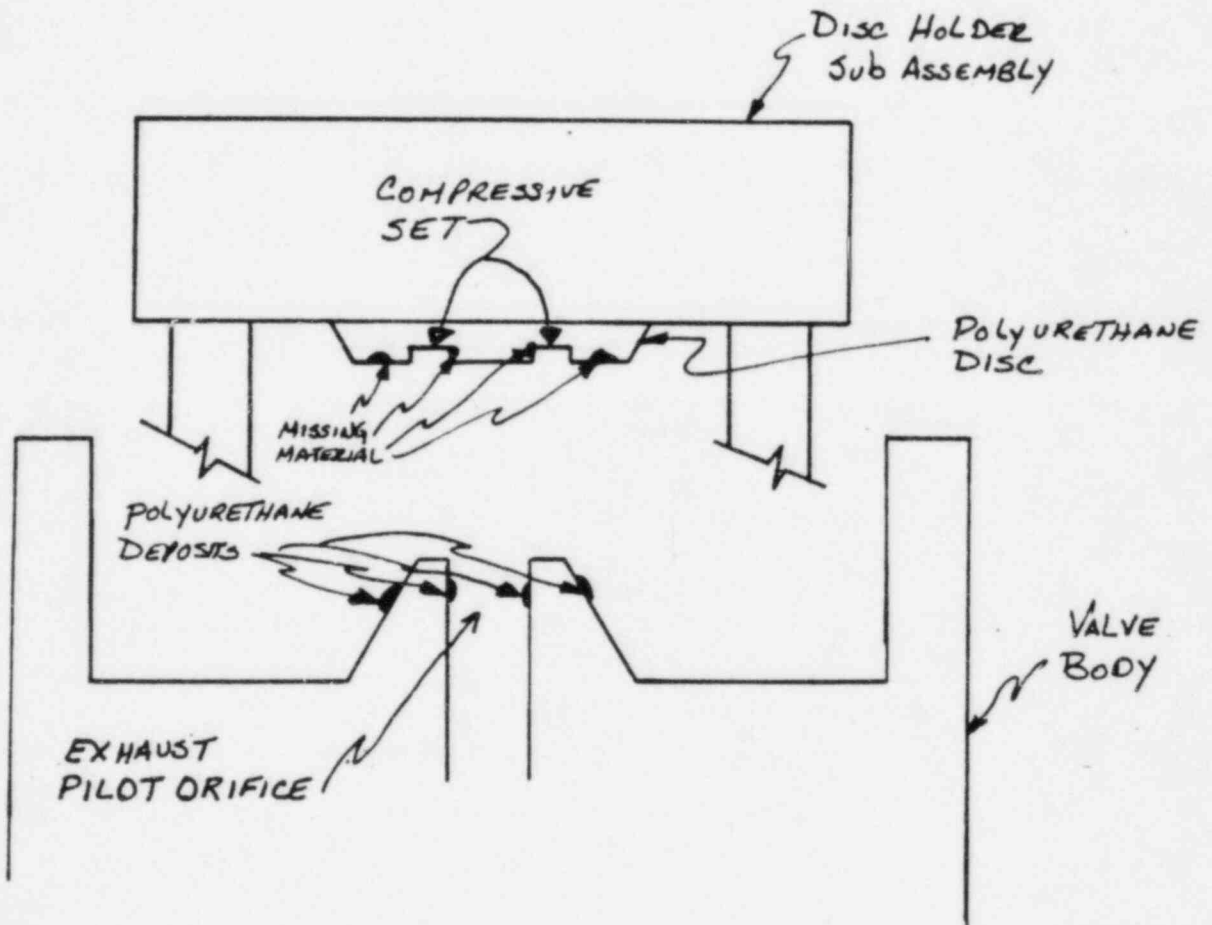 DISC HOLDER
SUB ASSEMBLY
COMPRESSIVE
SET
POLYURETHANE
DISC
MISSING
MATERIAL
POLYURETHANE
DEPOSITS
VALVE
BODY
EXHAUST
PILOT ORIFICE